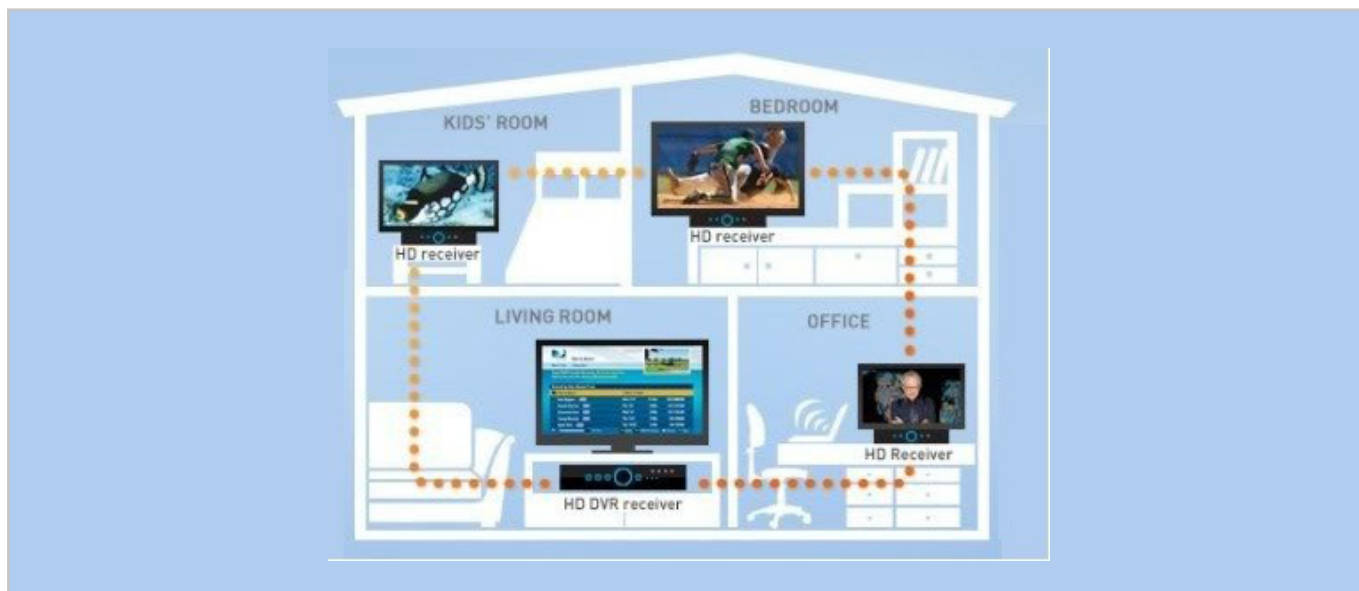 BEDROOM
KIDS' ROOM
HD receiver
HD receiver
LIVING ROOM
OFFICE
HD Receiver
HD DVR receiver